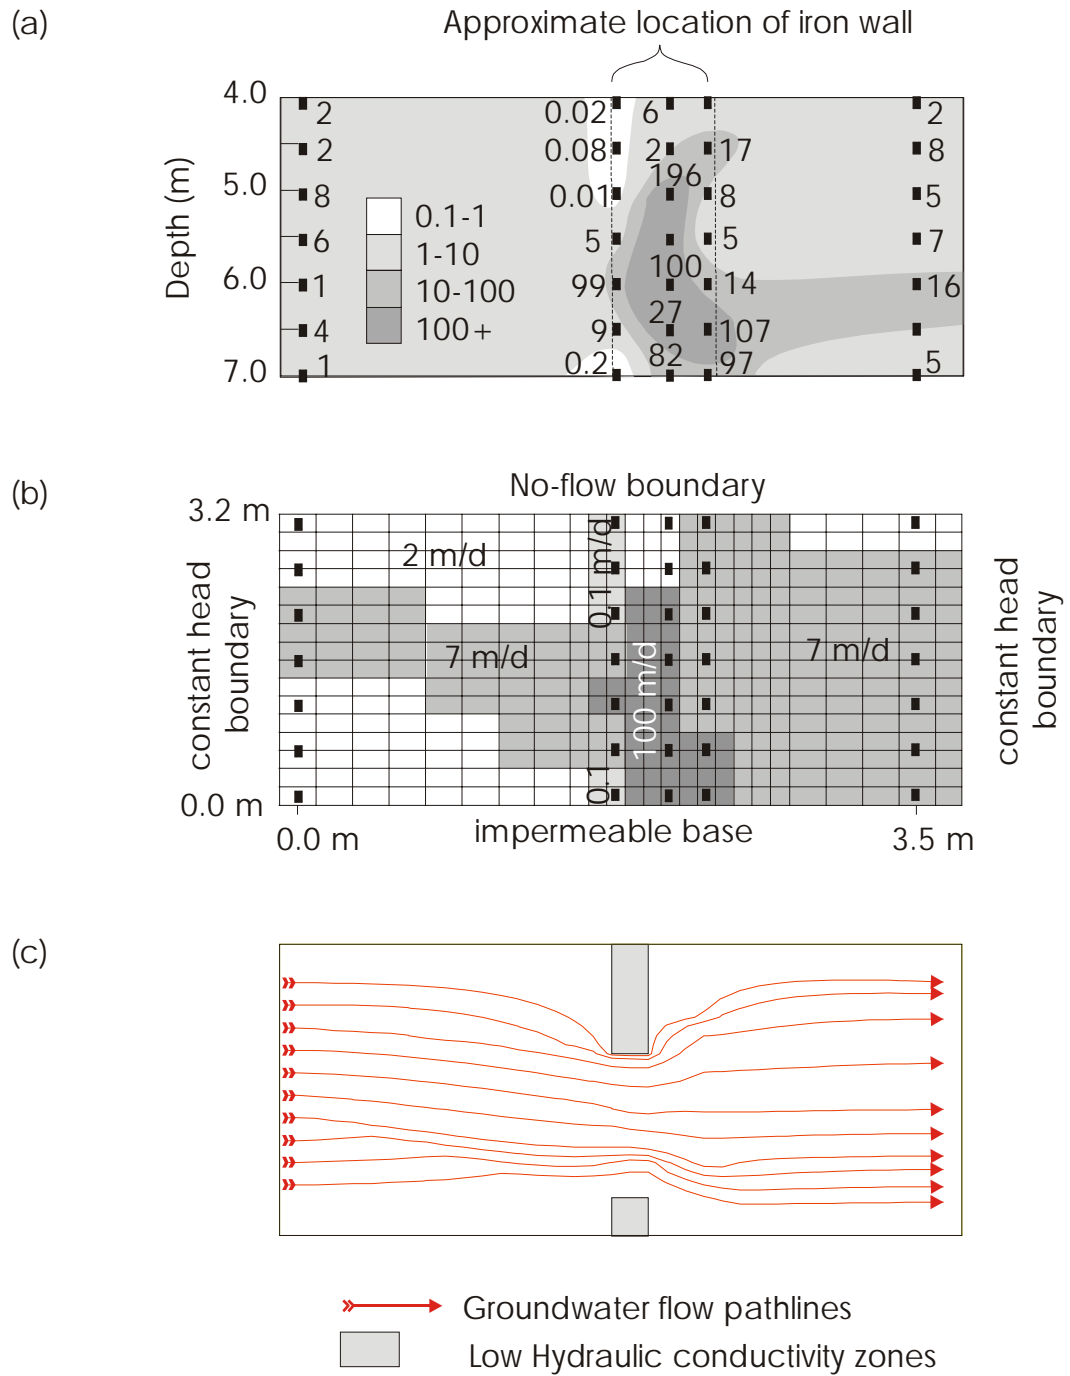 (a)
Approximate location of iron wall
4.0
2 0.02 6 2
2 0.08 2 17 8
196
5.0
8 0.01 8 5
0.1-1
6 5 5 7
1-10
100
6.0
1 99 14 16
10-100
27
4 9 107
100+
1 0.2 82 97 5
7.0
Depth (m)
(b)
No-flow boundary
3.2 m
2 m/d
0.1 m/d
7 m/d
100 m/d
7 m/d
0.1
constant head
boundary
constant head
boundary
0.0 m
impermeable base
0.0 m
3.5 m
(c)
Groundwater flow pathlines
Low Hydraulic conductivity zones